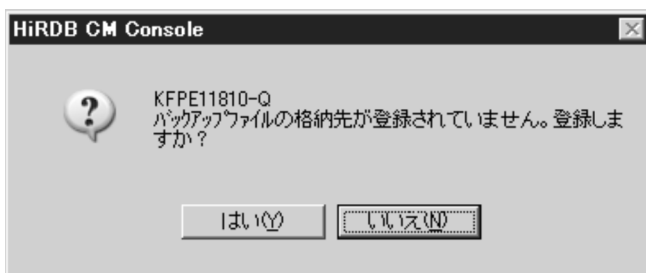 HiRDB CM Console
KFPE11810-Q
バックアップファイルの格納先が登録されていません。登録しま
すか？
はい(Y)
いいえ(N)